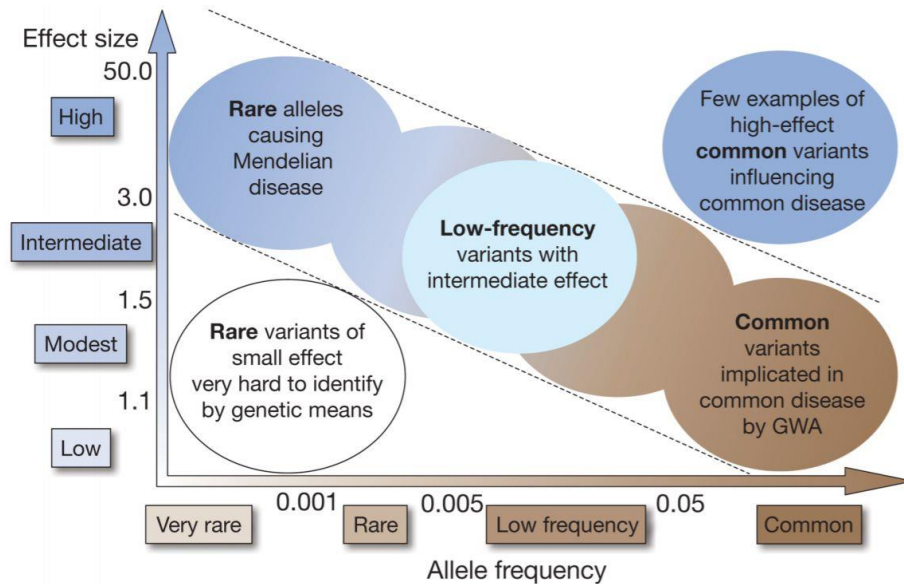 Effect size
50.0
High
3.0
Intermediate
1.5
Modest
1.1
Low
Rare alleles
causing
Mendelian
disease
Few examples of
high-effect
common variants
influencing
common disease
Low-frequency
variants with
intermediate effect
Rare variants of
small effect
very hard to identify
by genetic means
Common
variants
implicated in
common disease
by GWA
0.001
0.005
0.05
Very rare
Rare
Low frequency
Common
Allele frequency